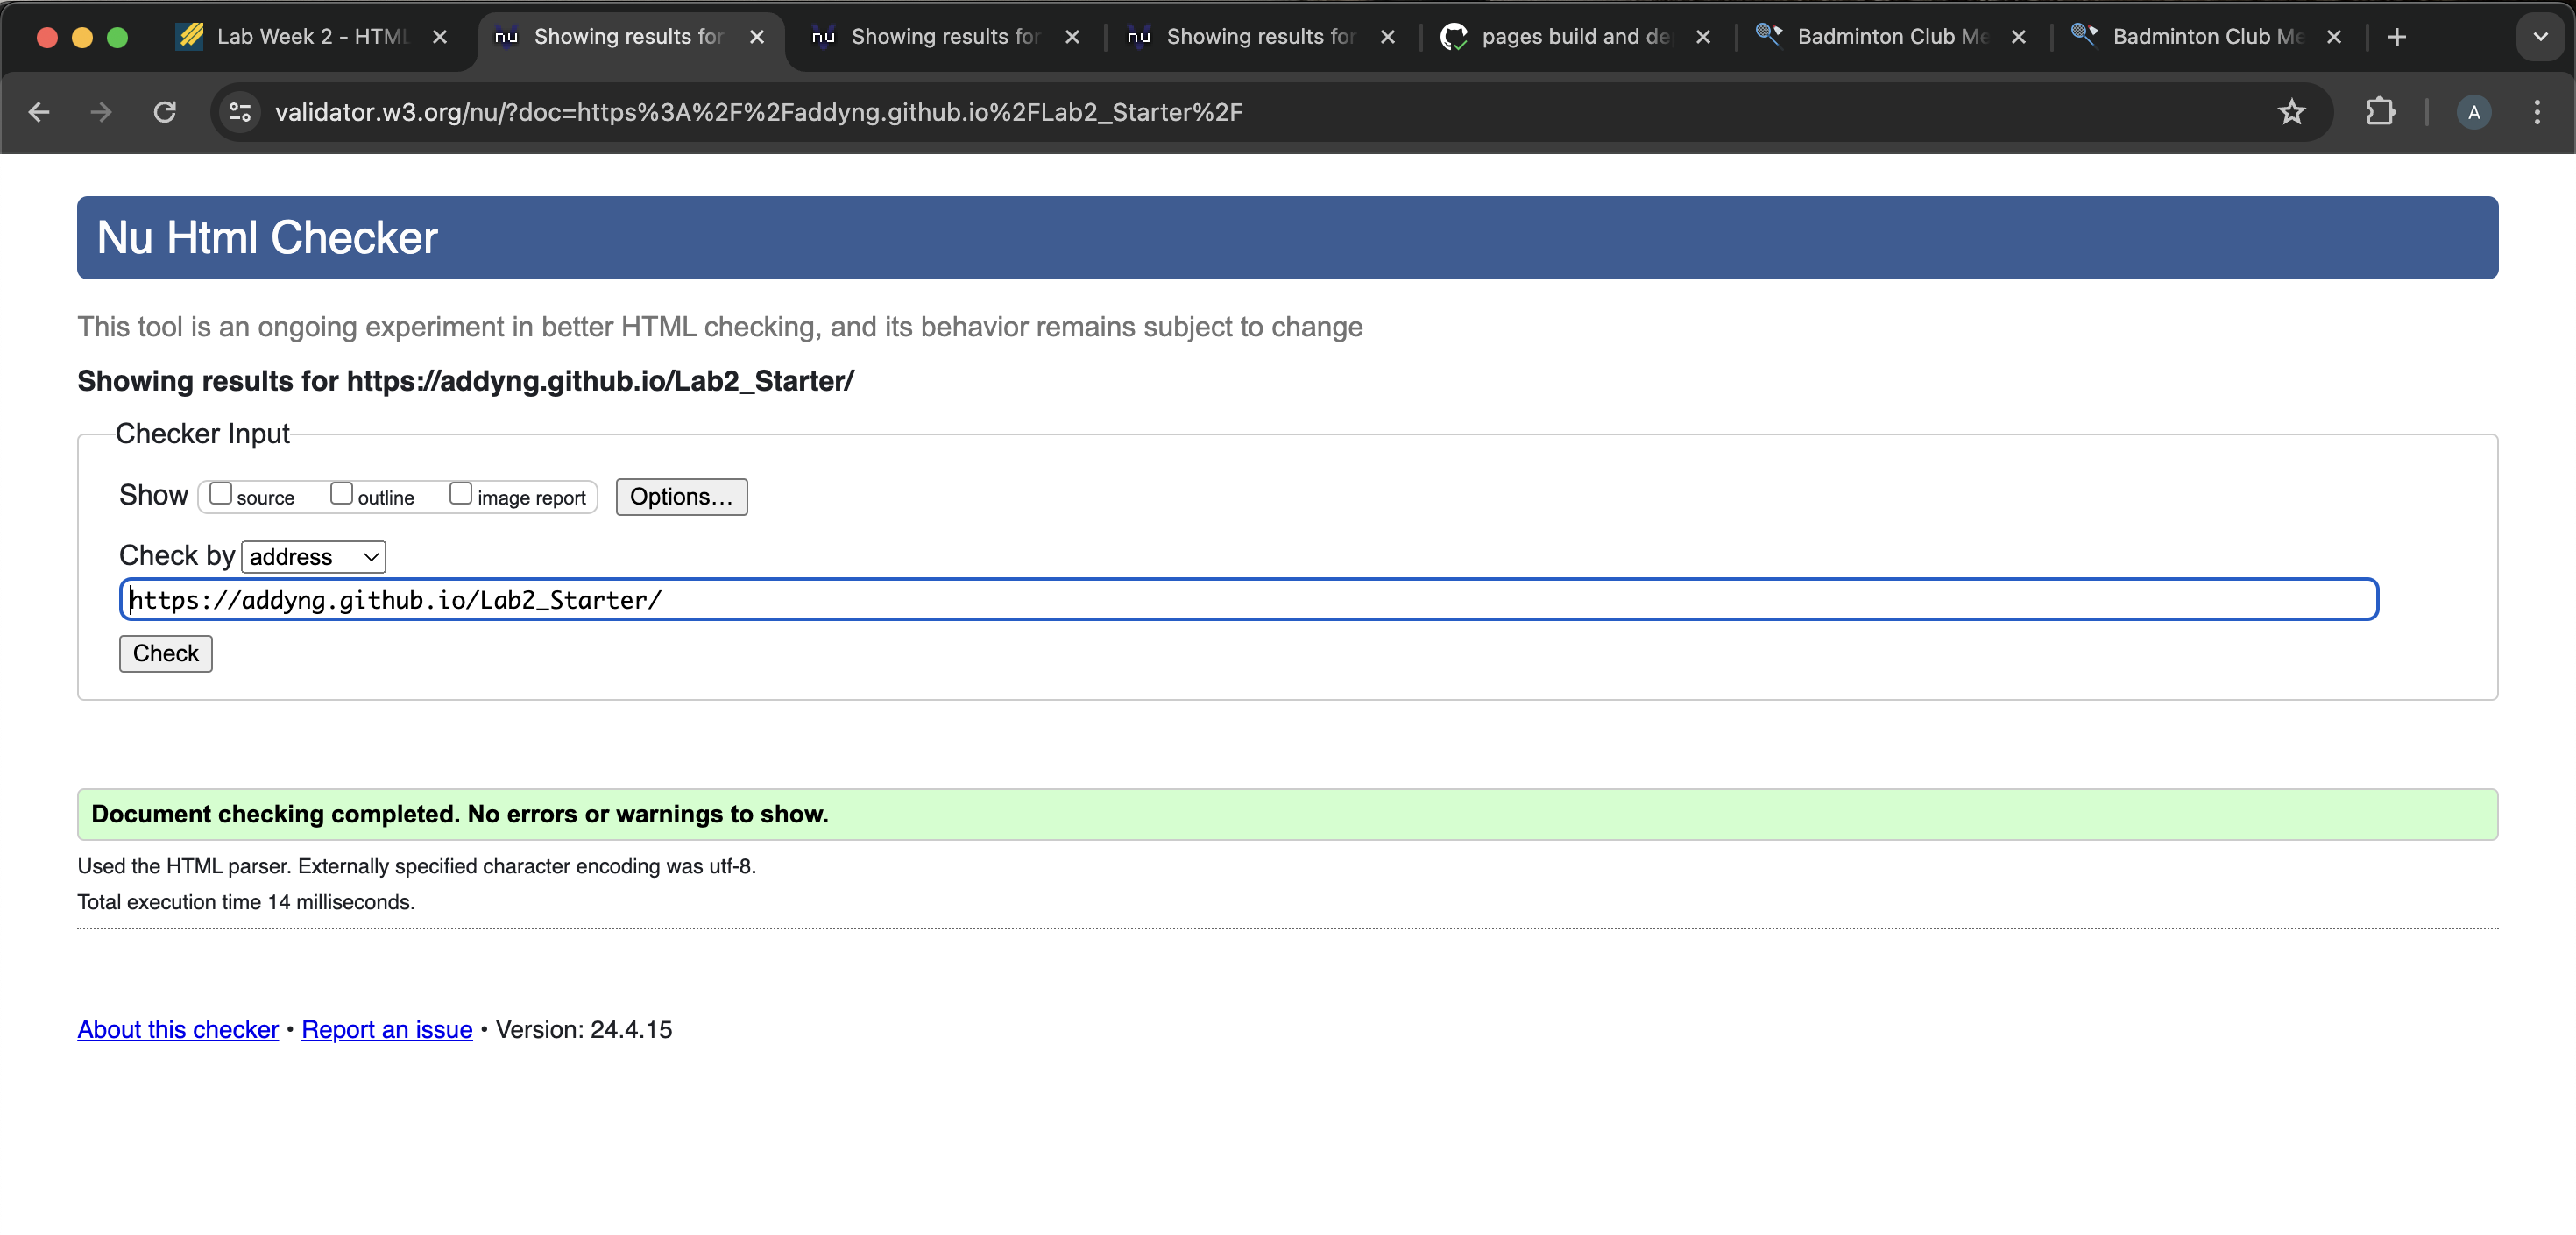 Lab Week 2 - HTML
nu Showing results for
nu Showing results for
nu Showing results for
pages build and de
Badminton Club Me
Badminton Club Me
validator.w3.org/nu/?doc=https%3A%2F%2Faddyng.github.io%2FLab2_Starter%2F
A
Nu Html Checker
This tool is an ongoing experiment in better HTML checking, and its behavior remains subject to change
Showing results for https://addyng.github.io/Lab2_Starter/
Checker Input
Show source outline image report Options...
Check by address
https://addyng.github.io/Lab2_Starter/
Check
Document checking completed. No errors or warnings to show.
Used the HTML parser. Externally specified character encoding was utf-8.
Total execution time 14 milliseconds.
About this checker • Report an issue • Version: 24.4.15